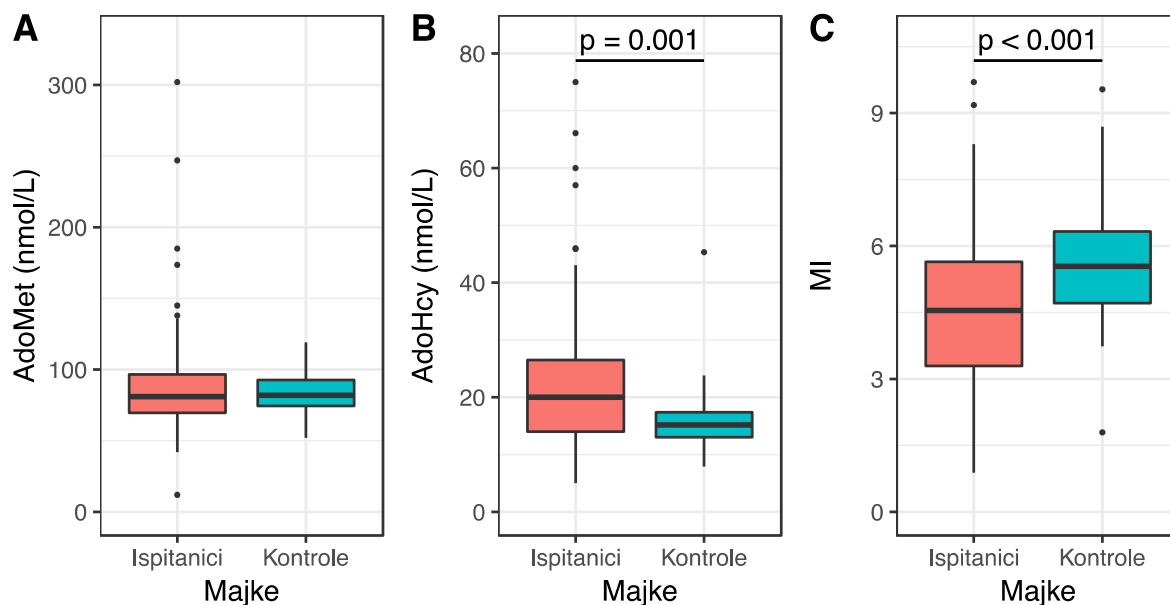 A
AdoMet (nmol/L)
300
200
100
0
Ispitanici Kontrole
Majke
B
p = 0.001
AdoHcy (nmol/L)
80
60
40
20
0
Ispitanici Kontrole
Majke
C
p < 0.001
MI
9
6
3
0
Ispitanici Kontrole
Majke